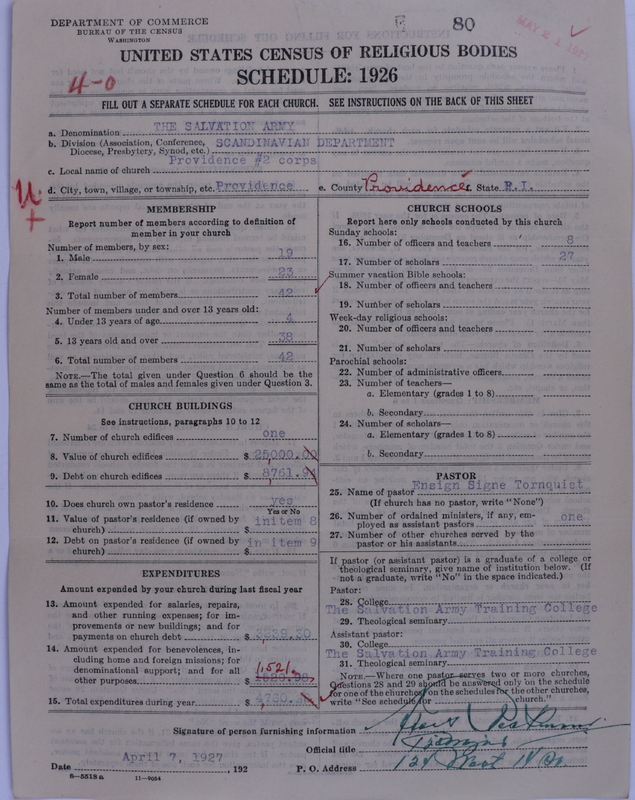 DEPARTMENT OF COMMERCE
BUREAU OF THE CENSUS
WASHINGTON
80
UNITED STATES CENSUS OF RELIGIOUS BODIES
SCHEDULE: 1926
4-0
FILL OUT A SEPARATE SCHEDULE FOR EACH CHURCH. SEE INSTRUCTIONS ON THE BACK OF THIS SHEET
a. Denomination THE SALVATION ARMY
b. Division (Association, Conference, Diocese, Presbytery, Synod, etc.) SCANDINAVIAN DEPARTMENT
c. Local name of church Providence #2 corps
d. City, town, village, or township, etc. Providence e. County Providence f. State R.I.
MEMBERSHIP
Report number of members according to definition of
member in your church
Number of members, by sex:
1. Male 19
2. Female 23
3. Total number of members 42
Number of members under and over 13 years old:
4. Under 13 years of age 4
5. 13 years old and over 38
6. Total number of members 42
NOTE.—The total given under Question 6 should be
same as the total of males and females given under Question 3.
CHURCH BUILDINGS
See instructions, paragraphs 10 to 12
7. Number of church edifices one
8. Value of church edifices $ 25000.00
9. Debt on church edifices $ 8761.94
10. Does church own pastor's residence yes
Yes or No
11. Value of pastor's residence (if owned by
church) $ initem 8
12. Debt on pastor's residence (if owned by
church) $ in item 9
EXPENDITURES
Amount expended by your church during last fiscal year
13. Amount expended for salaries, repairs,
and other running expenses; for im-
provements or new buildings; and for
payments on church debt $
14. Amount expended for benevolences, in-
cluding home and foreign missions; for
denominational support; and for all
other purposes $ 1,521
15. Total expenditures during year $
CHURCH SCHOOLS
Report here only schools conducted by this church
Sunday schools:
16. Number of officers and teachers 8
17. Number of scholars 27
Summer vacation Bible schools:
18. Number of officers and teachers
19. Number of scholars
Week-day religious schools:
20. Number of officers and teachers
21. Number of scholars
Parochial schools:
22. Number of administrative officers
23. Number of teachers—
a. Elementary (grades 1 to 8)
b. Secondary
24. Number of scholars—
a. Elementary (grades 1 to 8)
b. Secondary
PASTOR
25. Name of pastor Ensign Signe Tornquist
(If church has no pastor, write "None")
26. Number of ordained ministers, if any, em-
ployed as assistant pastors one
27. Number of other churches served by the
pastor or his assistants
If pastor (or assistant pastor) is a graduate of a college or
theological seminary, give name of institution below. (If
not a graduate, write "No" in the space indicated.)
Pastor:
28. College
The Salvation Army Training College
29. Theological seminary
Assistant pastor:
30. College
The Salvation Army Training College
31. Theological seminary
NOTE.—Where one pastor serves two or more churches,
Questions 28 and 29 should be answered only on the schedule
for one of the churches; on the schedules for the other churches,
write "See schedule for church."
Signature of person furnishing information
Official title
Date April 7, 1927, 192 P. O. Address 124 West 14
8—5518 a 11—9054